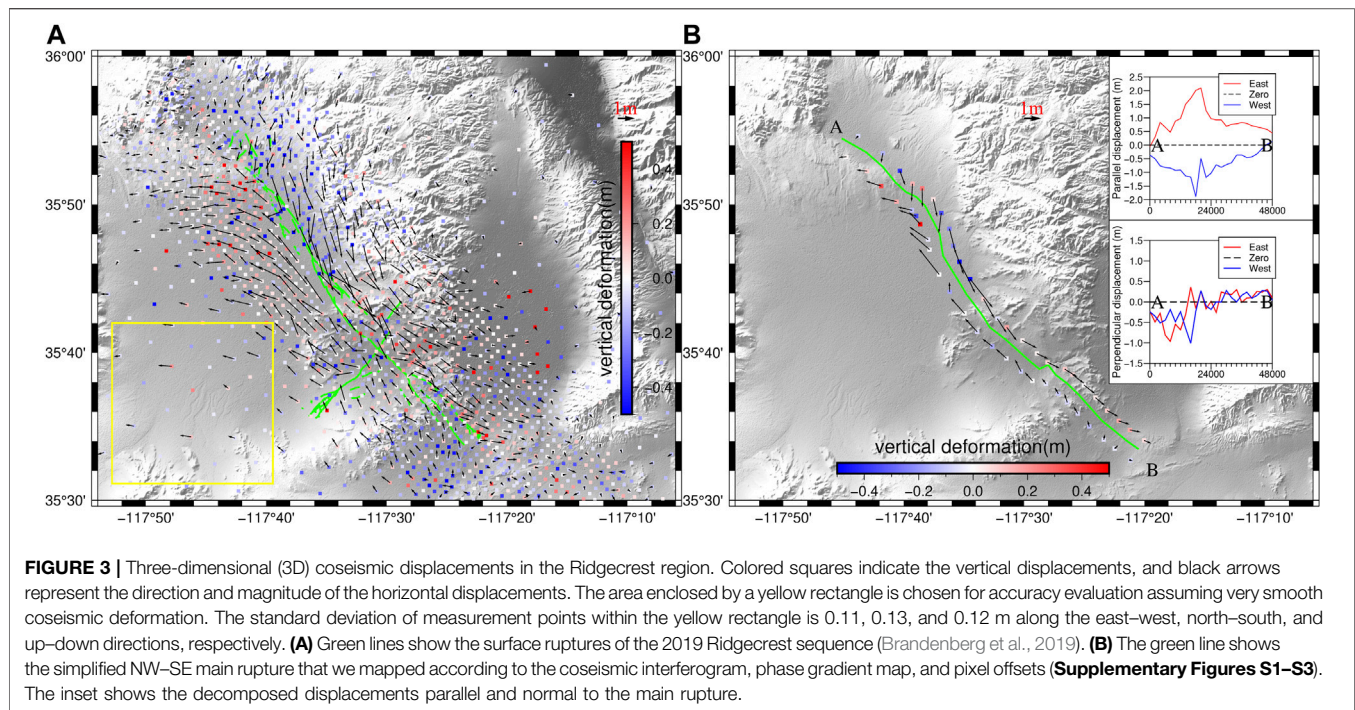 A
B
36°00'
35°50'
35°40'
35°30'
−117°50'
−117°40'
−117°30'
−117°20'
−117°10'
1m
vertical deformation(m)
0.4
0.2
0.0
−0.2
−0.4
36°00'
35°50'
35°40'
35°30'
−117°50'
−117°40'
−117°30'
−117°20'
−117°10'
1m
A
B
vertical deformation(m)
−0.4
0.0
0.4
Parallel displacement (m)
2.5
2.0
1.5
1.0
0.5
0.0
−0.5
−1.0
−1.5
−2.0
East
Zero
West
A
B
0
24000
48000
Perpendicular displacement (m)
1.5
1.0
0.5
0.0
−0.5
−1.0
−1.5
East
Zero
West
A
B
0
24000
48000
FIGURE 3 | Three-dimensional (3D) coseismic displacements in the Ridgecrest region. Colored squares indicate the vertical displacements, and black arrows
represent the direction and magnitude of the horizontal displacements. The area enclosed by a yellow rectangle is chosen for accuracy evaluation assuming very smooth
coseismic deformation. The standard deviation of measurement points within the yellow rectangle is 0.11, 0.13, and 0.12 m along the east–west, north–south, and
up–down directions, respectively. (A) Green lines show the surface ruptures of the 2019 Ridgecrest sequence (Brandenberg et al., 2019). (B) The green line shows
the simplified NW–SE main rupture that we mapped according to the coseismic interferogram, phase gradient map, and pixel offsets (Supplementary Figures S1–S3).
The inset shows the decomposed displacements parallel and normal to the main rupture.